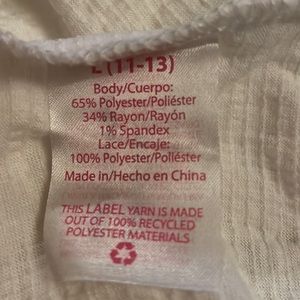 L (11-13)
Body/Cuerpo:
65% Polyester/Poliéster
34% Rayon/Rayón
1% Spandex
Lace/Encaje:
100% Polyester/Poliéster
Made in/Hecho en China
THIS LABEL YARN IS MADE
OUT OF 100% RECYCLED
POLYESTER MATERIALS